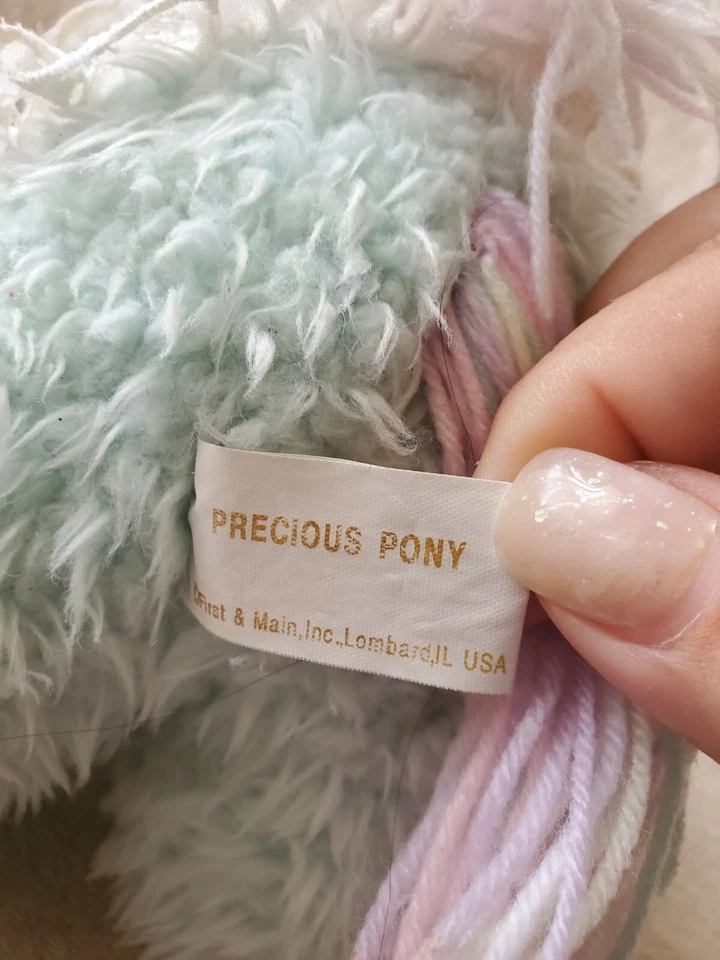 PRECIOUS PONY
©First & Main,Inc.,Lombard,IL USA